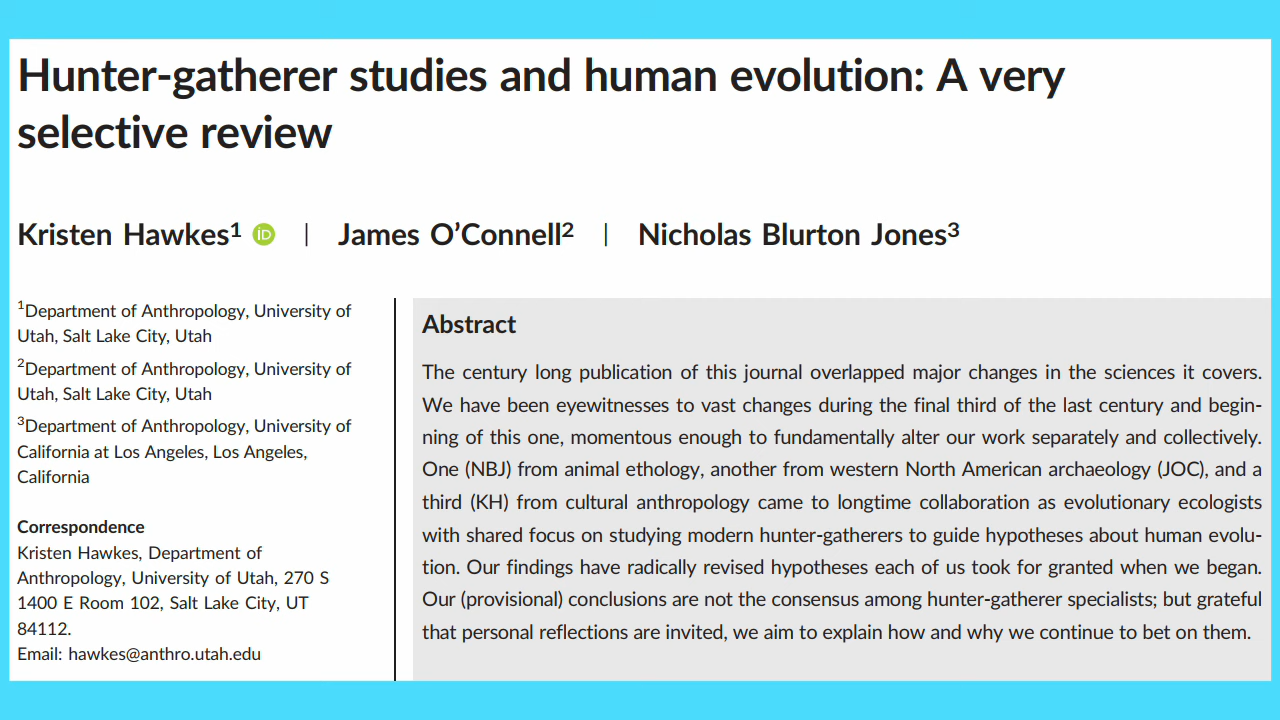 Hunter-gatherer studies and human evolution: A very
selective review
Kristen Hawkes1 iD | James O’Connell2 | Nicholas Blurton Jones3
1Department of Anthropology, University of
Utah, Salt Lake City, Utah
2Department of Anthropology, University of
Utah, Salt Lake City, Utah
3Department of Anthropology, University of
California at Los Angeles, Los Angeles,
California
Correspondence
Kristen Hawkes, Department of
Anthropology, University of Utah, 270 S
1400 E Room 102, Salt Lake City, UT
84112.
Email: hawkes@anthro.utah.edu
Abstract
The century long publication of this journal overlapped major changes in the sciences it covers.
We have been eyewitnesses to vast changes during the final third of the last century and begin-
ning of this one, momentous enough to fundamentally alter our work separately and collectively.
One (NBJ) from animal ethology, another from western North American archaeology (JOC), and a
third (KH) from cultural anthropology came to longtime collaboration as evolutionary ecologists
with shared focus on studying modern hunter-gatherers to guide hypotheses about human evolu-
tion. Our findings have radically revised hypotheses each of us took for granted when we began.
Our (provisional) conclusions are not the consensus among hunter-gatherer specialists; but grateful
that personal reflections are invited, we aim to explain how and why we continue to bet on them.